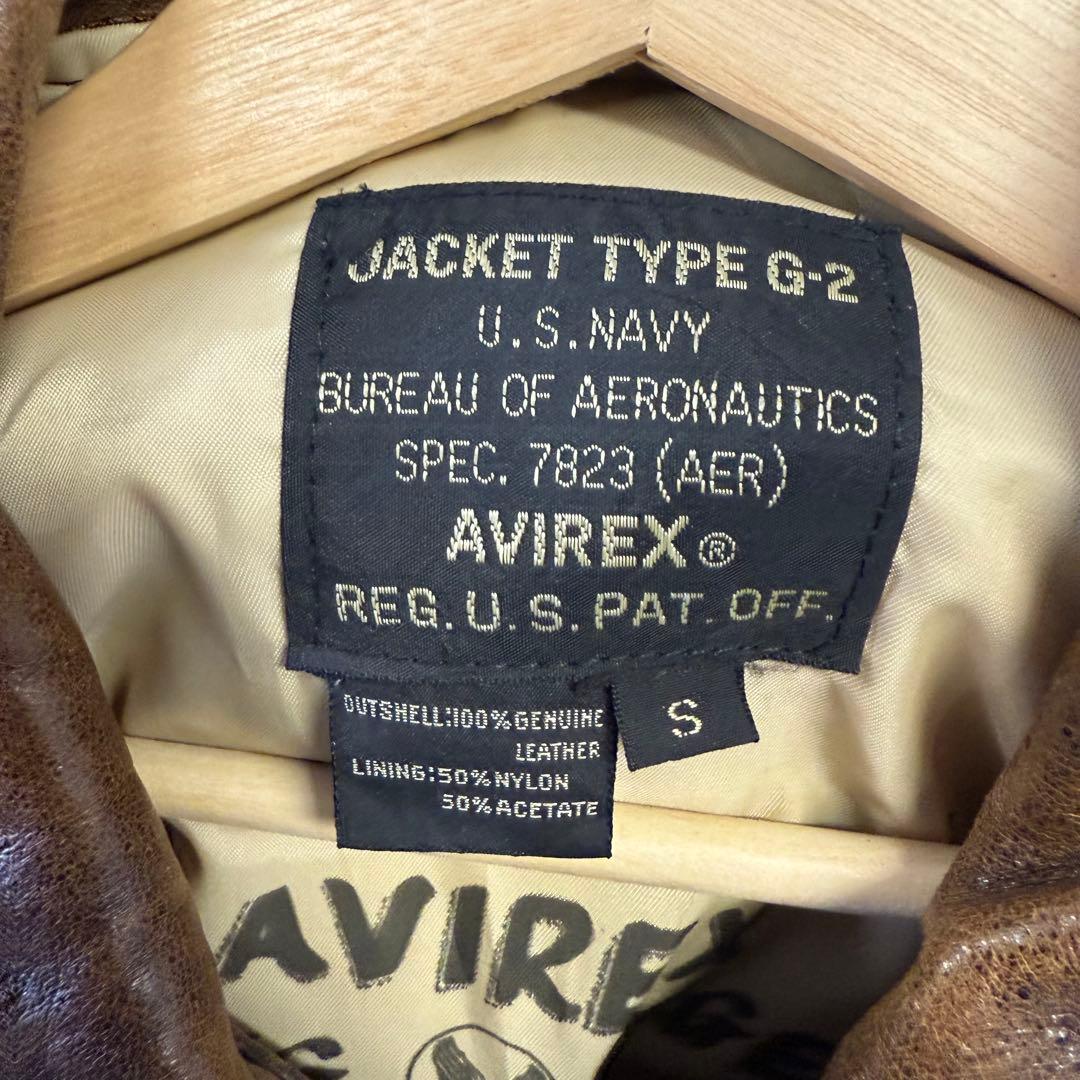 JACKET TYPE G-2
U.S. NAVY
BUREAU OF AERONAUTICS
SPEC. 7823 (AER)
AVIREX®
REG. U.S. PAT. OFF.
OUTSHELL:100%GENUINE
LEATHER
LINING:50%NYLON
50%ACETATE
S
AVIREX